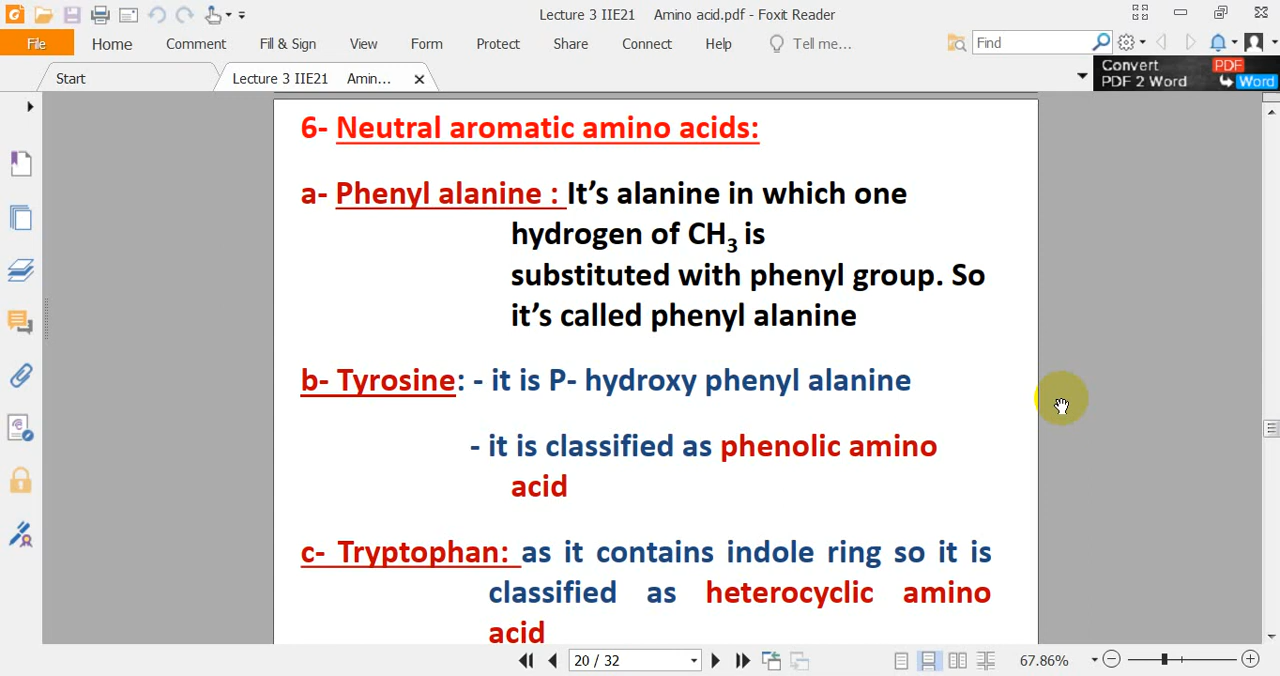 Lecture 3 IIE21 Amino acid.pdf - Foxit Reader
File Home Comment Fill & Sign View Form Protect Share Connect Help Tell me... Find
Start Lecture 3 IIE21 Amin...
Convert PDF
PDF 2 Word Word
6- Neutral aromatic amino acids:
a- Phenyl alanine : It’s alanine in which one
hydrogen of CH3 is
substituted with phenyl group. So
it’s called phenyl alanine
b- Tyrosine: - it is P- hydroxy phenyl alanine
- it is classified as phenolic amino
acid
c- Tryptophan: as it contains indole ring so it is
classified as heterocyclic amino
acid
20 / 32 67.86%